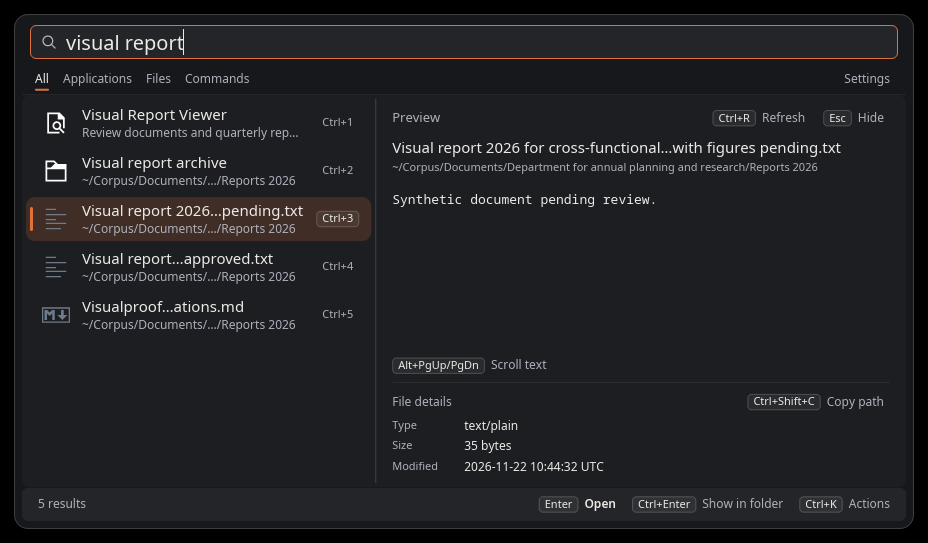 visual report
All Applications Files Commands Settings
Visual Report Viewer
Review documents and quarterly rep...
Ctrl+1
Visual report archive
~/Corpus/Documents/.../Reports 2026
Ctrl+2
Visual report 2026...pending.txt
~/Corpus/Documents/.../Reports 2026
Ctrl+3
Visual report...approved.txt
~/Corpus/Documents/.../Reports 2026
Ctrl+4
Visualproof...ations.md
~/Corpus/Documents/.../Reports 2026
Ctrl+5
Preview Ctrl+R Refresh Esc Hide
Visual report 2026 for cross-functional...with figures pending.txt
~/Corpus/Documents/Department for annual planning and research/Reports 2026
Synthetic document pending review.
Alt+PgUp/PgDn Scroll text
File details Ctrl+Shift+C Copy path
Type text/plain
Size 35 bytes
Modified 2026-11-22 10:44:32 UTC
5 results Enter Open Ctrl+Enter Show in folder Ctrl+K Actions